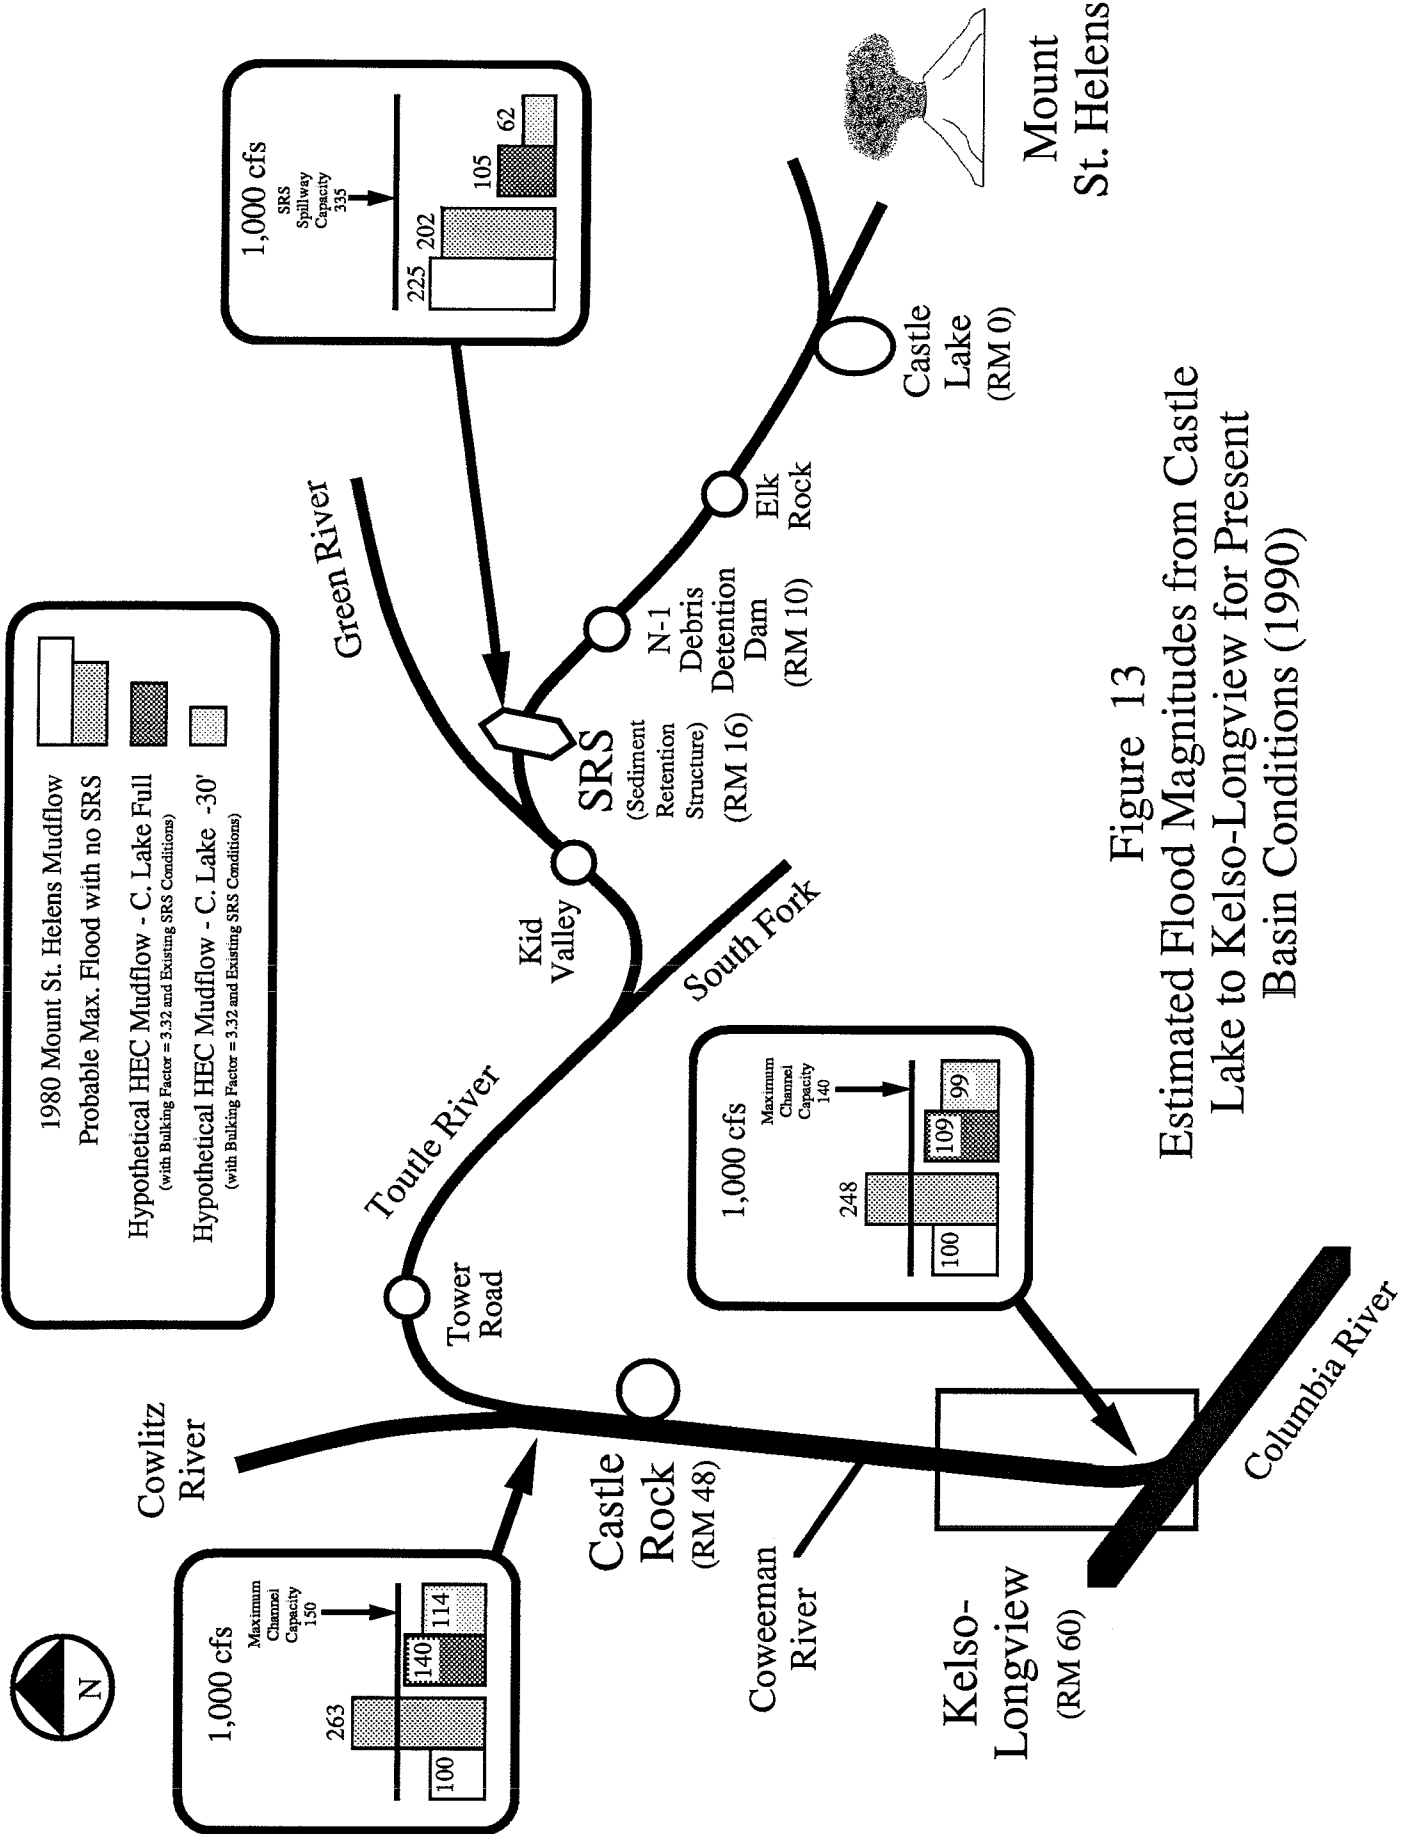 N
1980 Mount St. Helens Mudflow
Probable Max. Flood with no SRS
Hypothetical HEC Mudflow - C. Lake Full
(with Bulking Factor = 3.32 and Existing SRS Conditions)
Hypothetical HEC Mudflow - C. Lake -30'
(with Bulking Factor = 3.32 and Existing SRS Conditions)
1,000 cfs
SRS
Spillway
Capacity
335
225
202
105
62
1,000 cfs
Maximum
Channel
Capacity
150
263
100
140
114
Cowlitz
River
Green River
Tower
Road
Toutle River
Kid
Valley
South Fork
SRS
(Sediment
Retention
Structure)
(RM 16)
N-1
Debris
Detention
Dam
(RM 10)
Elk
Rock
Castle
Lake
(RM 0)
Mount
St. Helens
Castle
Rock
(RM 48)
Coweeman
River
1,000 cfs
Maximum
Channel
Capacity
140
248
100
109
99
Kelso-
Longview
(RM 60)
Columbia River
Figure 13
Estimated Flood Magnitudes from Castle
Lake to Kelso-Longview for Present
Basin Conditions (1990)